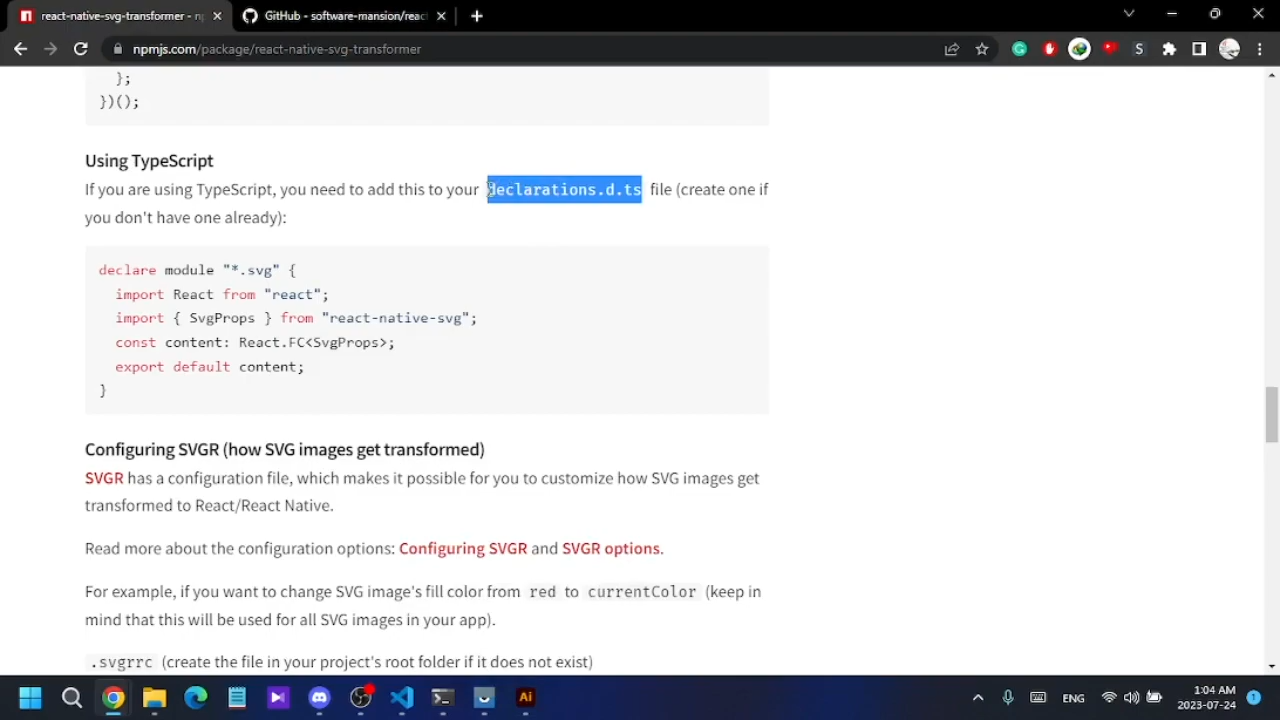 react-native-svg-transformer - np
GitHub - software-mansion/reac
npmjs.com/package/react-native-svg-transformer
};
})();
Using TypeScript
If you are using TypeScript, you need to add this to your declarations.d.ts file (create one if
you don't have one already):
declare module "*.svg" {
import React from "react";
import { SvgProps } from "react-native-svg";
const content: React.FC<SvgProps>;
export default content;
}
Configuring SVGR (how SVG images get transformed)
SVGR has a configuration file, which makes it possible for you to customize how SVG images get
transformed to React/React Native.
Read more about the configuration options: Configuring SVGR and SVGR options.
For example, if you want to change SVG image's fill color from red to currentColor (keep in
mind that this will be used for all SVG images in your app).
.svgrrc (create the file in your project's root folder if it does not exist)
Ai
ENG
1:04 AM
2023-07-24
1